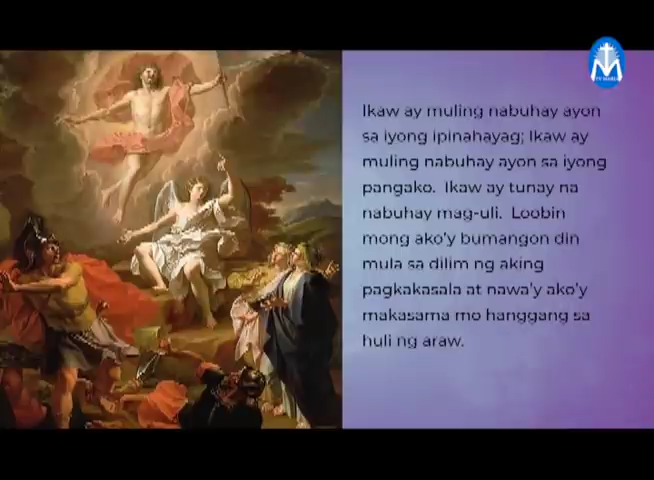 TV MARIA
Ikaw ay muling nabuhay ayon
sa iyong ipinahayag; Ikaw ay
muling nabuhay ayon sa iyong
pangako. Ikaw ay tunay na
nabuhay mag-uli. Loobin
mong ako'y bumangon din
mula sa dilim ng aking
pagkakasala at nawa'y ako'y
makasama mo hanggang sa
huli ng araw.